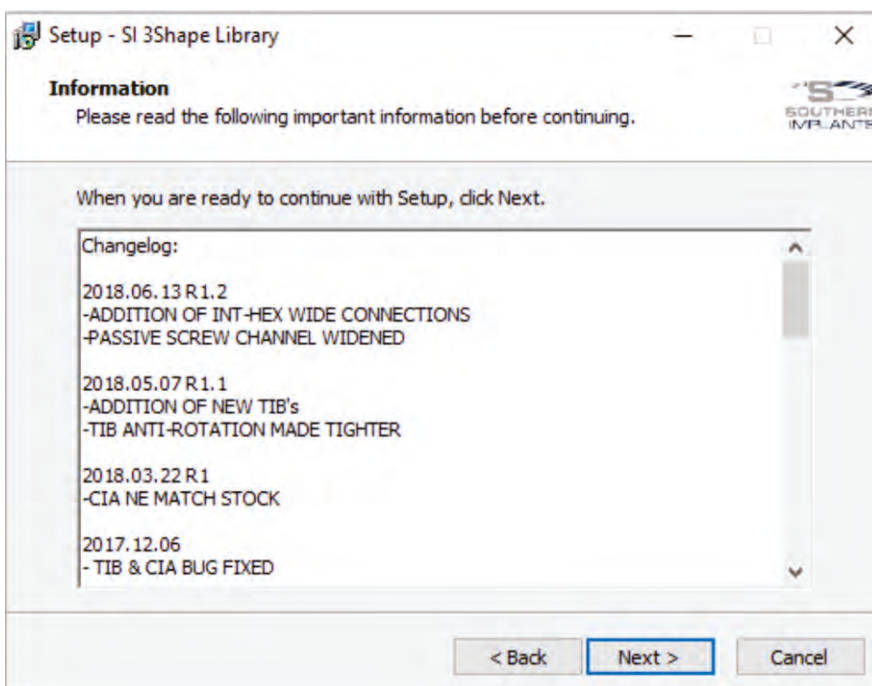 Setup - SI 3Shape Library
Information
Please read the following important information before continuing.
SOUTHERN
IMPLANTS
When you are ready to continue with Setup, click Next.
Changelog:
2018.06.13 R1.2
-ADDITION OF INT-HEX WIDE CONNECTIONS
-PASSIVE SCREW CHANNEL WIDENED
2018.05.07 R1.1
-ADDITION OF NEW TIB's
-TIB ANTI-ROTATION MADE TIGHTER
2018.03.22 R1
-CIA NE MATCH STOCK
2017.12.06
- TIB & CIA BUG FIXED
< Back
Next >
Cancel